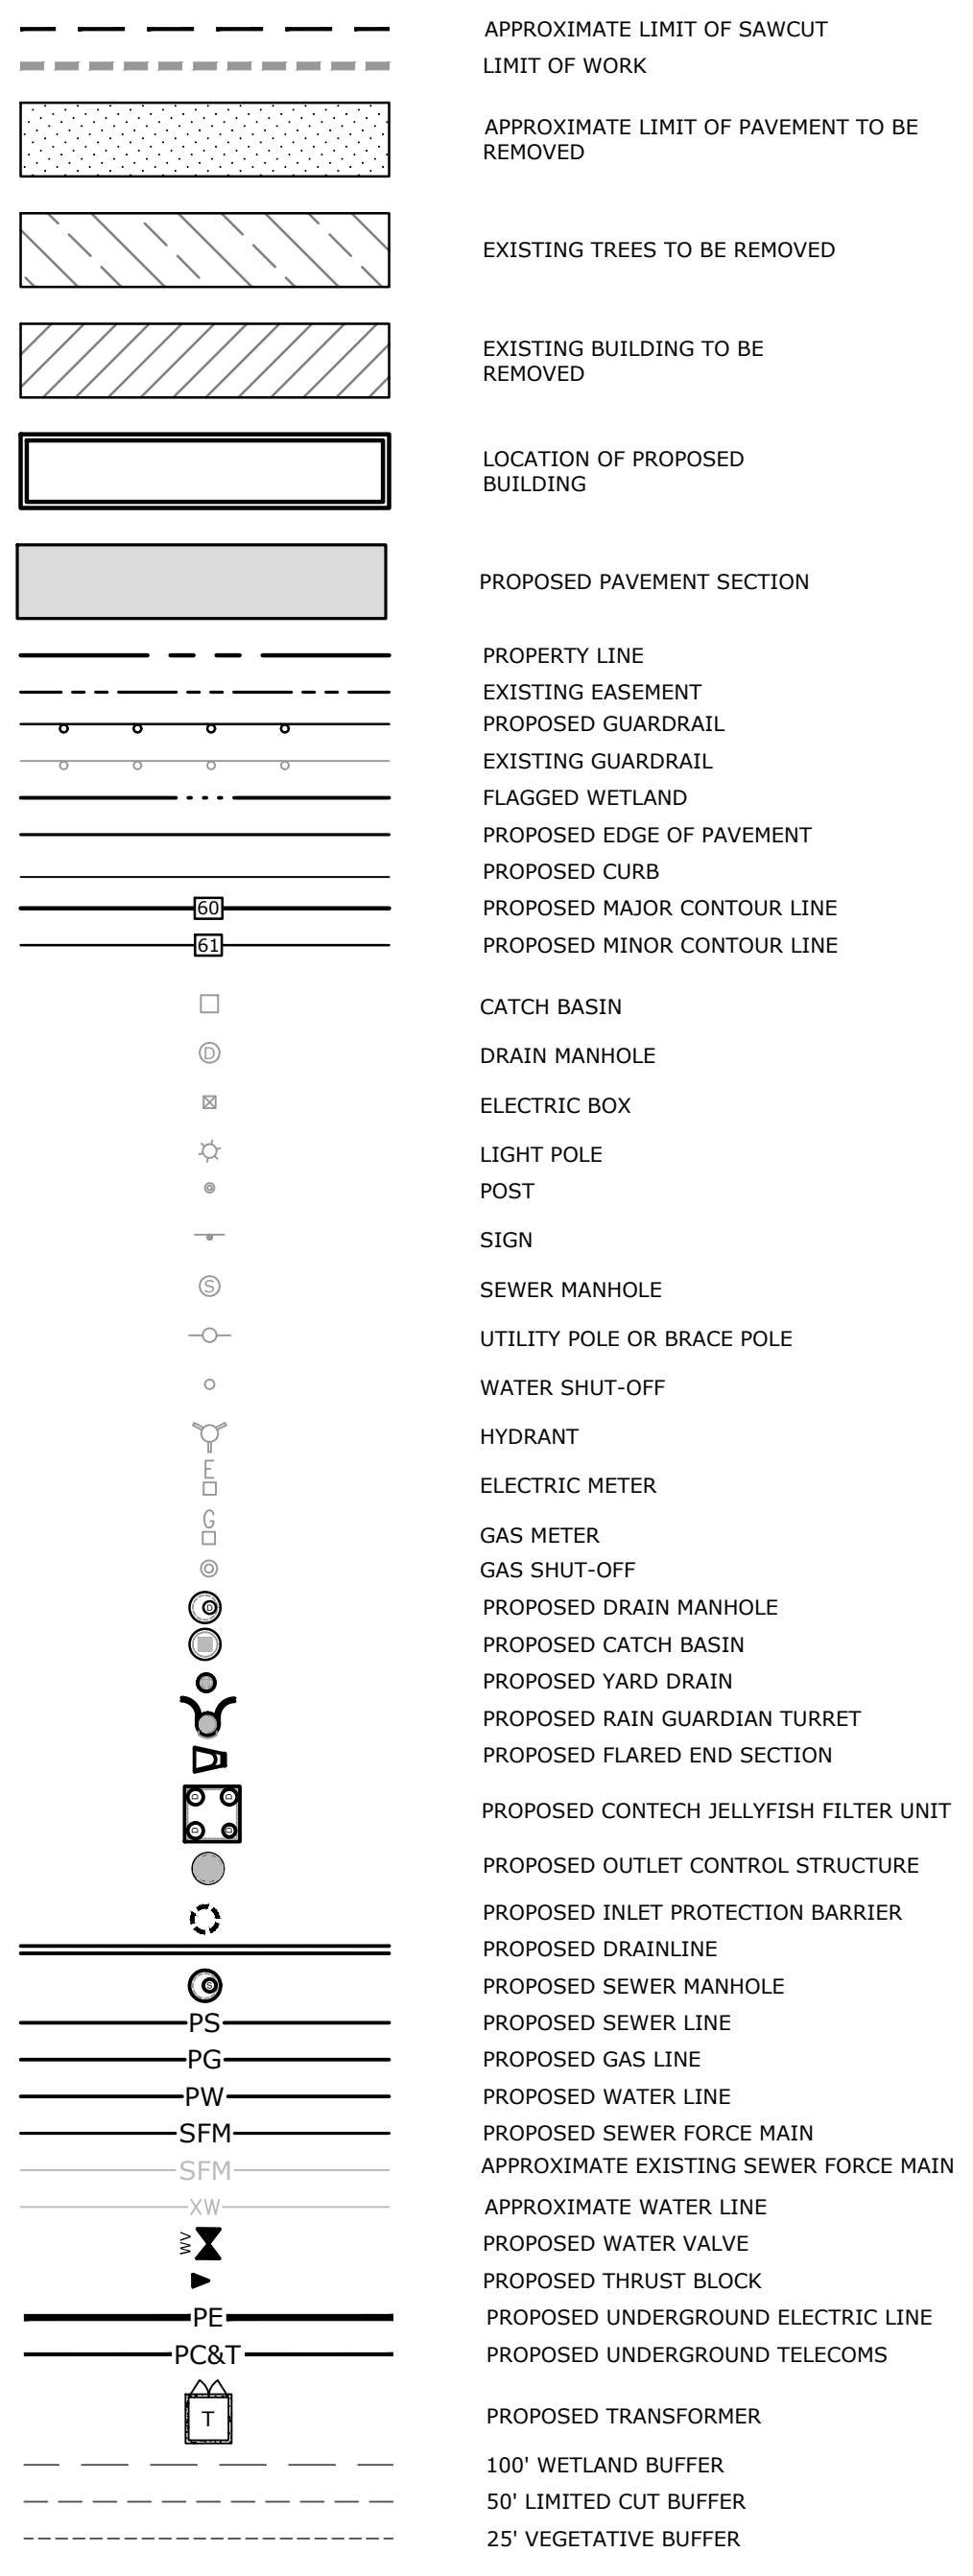 APPROXIMATE LIMIT OF SAWCUT
LIMIT OF WORK
APPROXIMATE LIMIT OF PAVEMENT TO BE
REMOVED
EXISTING TREES TO BE REMOVED
EXISTING BUILDING TO BE
REMOVED
LOCATION OF PROPOSED
BUILDING
PROPOSED PAVEMENT SECTION
PROPERTY LINE
EXISTING EASEMENT
PROPOSED GUARDRAIL
EXISTING GUARDRAIL
FLAGGED WETLAND
PROPOSED EDGE OF PAVEMENT
PROPOSED CURB
60 PROPOSED MAJOR CONTOUR LINE
61 PROPOSED MINOR CONTOUR LINE
CATCH BASIN
D DRAIN MANHOLE
ELECTRIC BOX
LIGHT POLE
POST
SIGN
S SEWER MANHOLE
UTILITY POLE OR BRACE POLE
WATER SHUT-OFF
HYDRANT
E ELECTRIC METER
G GAS METER
GAS SHUT-OFF
D PROPOSED DRAIN MANHOLE
PROPOSED CATCH BASIN
PROPOSED YARD DRAIN
PROPOSED RAIN GUARDIAN TURRET
PROPOSED FLARED END SECTION
PROPOSED CONTECH JELLYFISH FILTER UNIT
PROPOSED OUTLET CONTROL STRUCTURE
PROPOSED INLET PROTECTION BARRIER
PROPOSED DRAINLINE
S PROPOSED SEWER MANHOLE
PS PROPOSED SEWER LINE
PG PROPOSED GAS LINE
PW PROPOSED WATER LINE
SFM PROPOSED SEWER FORCE MAIN
SFM APPROXIMATE EXISTING SEWER FORCE MAIN
XW APPROXIMATE WATER LINE
WV PROPOSED WATER VALVE
PROPOSED THRUST BLOCK
PE PROPOSED UNDERGROUND ELECTRIC LINE
PC&T PROPOSED UNDERGROUND TELECOMS
T PROPOSED TRANSFORMER
100' WETLAND BUFFER
50' LIMITED CUT BUFFER
25' VEGETATIVE BUFFER